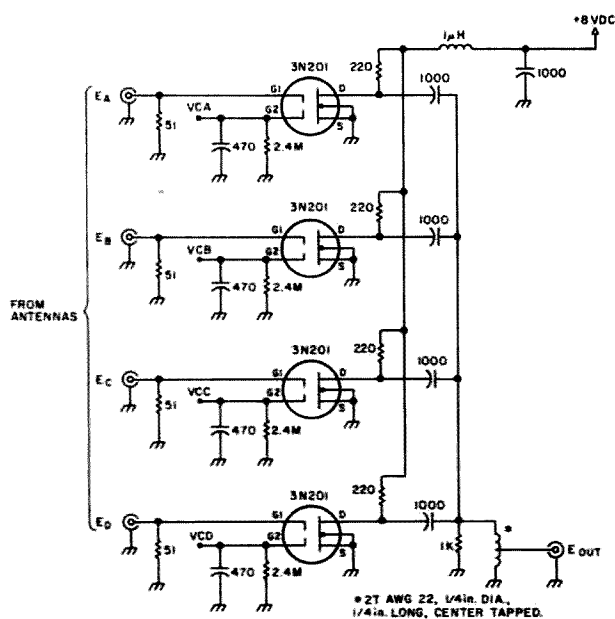 +8 VDC
1μH
1000
220
1000
3N201
EA
G1
D
VCA
G2
S
51
470
2.4M
3N201
220
1000
EB
G1
D
VCB
G2
S
51
470
2.4M
FROM
ANTENNAS
3N201
220
1000
EC
G1
D
VCC
G2
S
51
470
2.4M
3N201
220
1000
ED
G1
D
VCD
G2
S
51
470
2.4M
1K
*
EOUT
*2T AWG 22, 1/4in. DIA.,
1/4in. LONG, CENTER TAPPED.